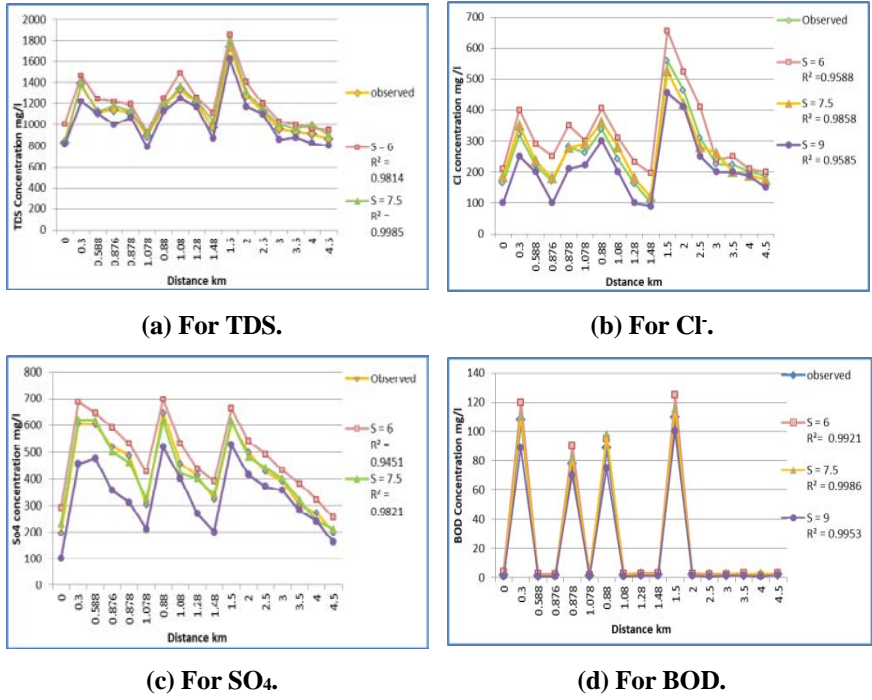 2000
1800
1600
1400
1200
1000
800
600
400
200
0
TDS Concentration mg/l
0 0.3 0.588 0.876 0.878 1.078 0.88 1.08 1.28 1.48 1.5 2 2.5 3 3.5 4 4.5
Distance km
observed
S = 6
R² =
0.9814
S = 7.5
R² =
0.9985
(a) For TDS.
700
600
500
400
300
200
100
0
Cl concentration mg/l
0 0.3 0.588 0.876 0.878 1.078 0.88 1.08 1.28 1.48 1.5 2 2.5 3 3.5 4 4.5
Distance km
Observed
S = 6
R² =0.9588
S = 7.5
R² =0.9858
S = 9
R² =0.9585
(b) For Cl⁻.
800
700
600
500
400
300
200
100
0
So4 concentration mg/l
0 0.3 0.588 0.876 0.878 1.078 0.88 1.08 1.28 1.48 1.5 2 2.5 3 3.5 4 4.5
Distance km
Observed
S = 6
R² =
0.9451
S = 7.5
R² =
0.9821
(c) For SO₄.
140
120
100
80
60
40
20
0
BOD Concentration mg/l
0 0.3 0.588 0.876 0.878 1.078 0.88 1.08 1.28 1.48 1.5 2 2.5 3 3.5 4 4.5
Distance km
observed
S = 6
R²= 0.9921
S = 7.5
R² = 0.9986
S = 9
R² = 0.9953
(d) For BOD.